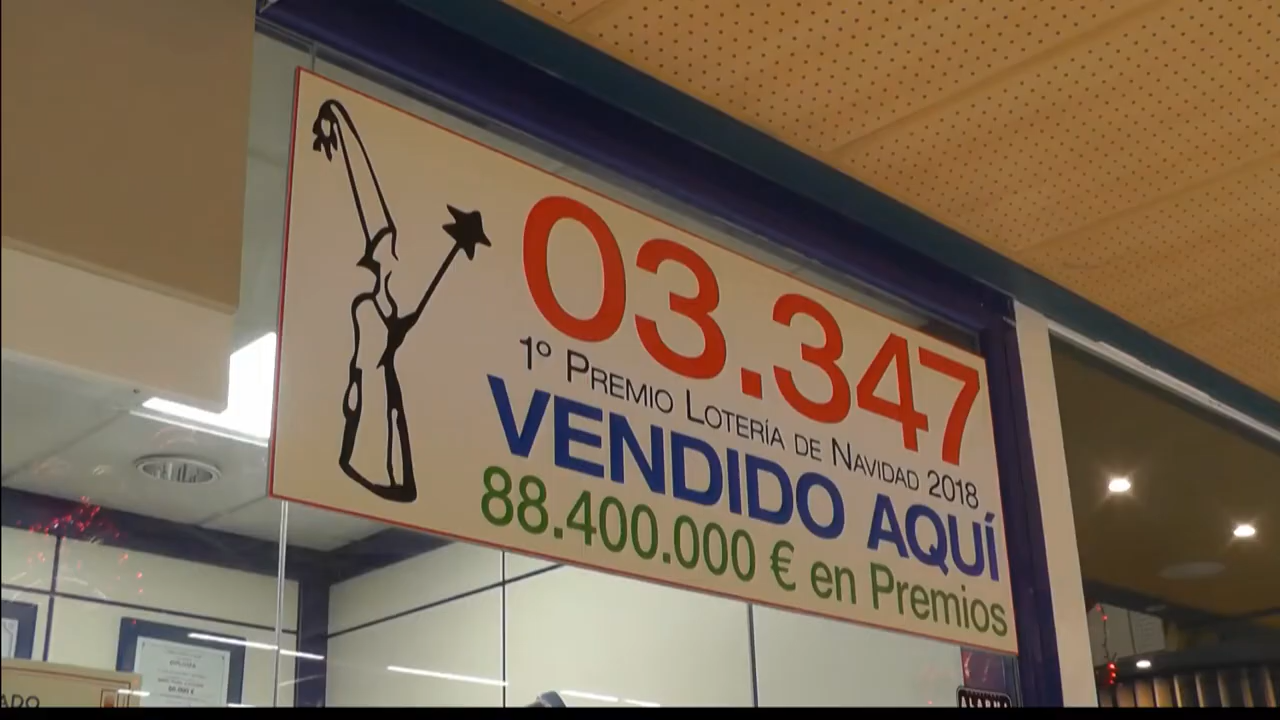 03.347
1º PREMIO LOTERÍA DE NAVIDAD 2018
VENDIDO AQUÍ
88.400.000 € en Premios